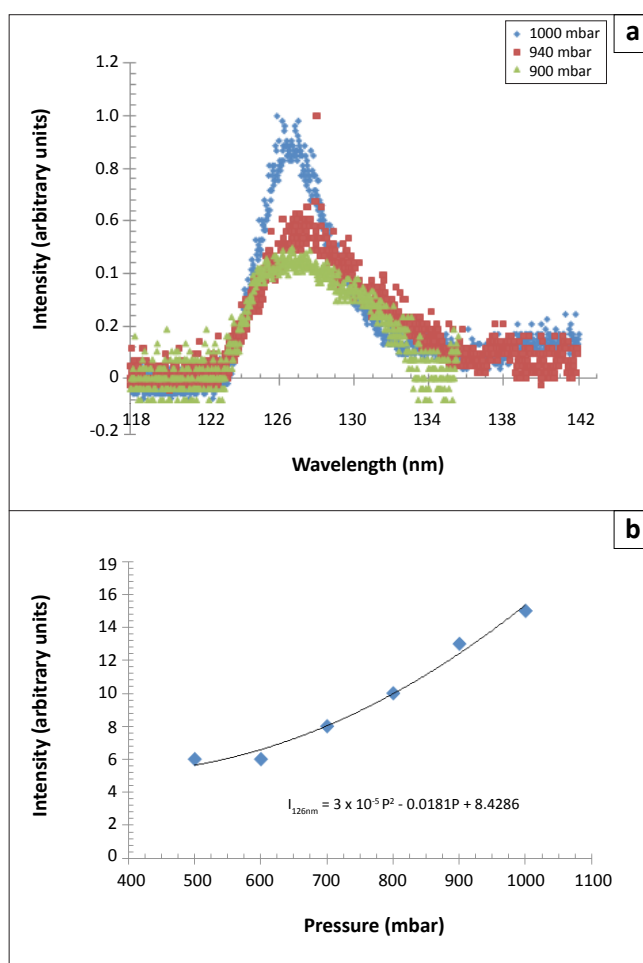 a
1000 mbar
940 mbar
900 mbar
1.2
1.0
0.6
0.1
0.2
0
-0.2
118 122 126 130 134 138 142
Intensity (arbitrary units)
Wavelength (nm)
b
19
16
14
12
10
8
6
4
2
0
400 500 600 700 800 900 1000 1100
Intensity (arbitrary units)
I126nm = 3 x 10-5 P2 - 0.0181P + 8.4286
Pressure (mbar)